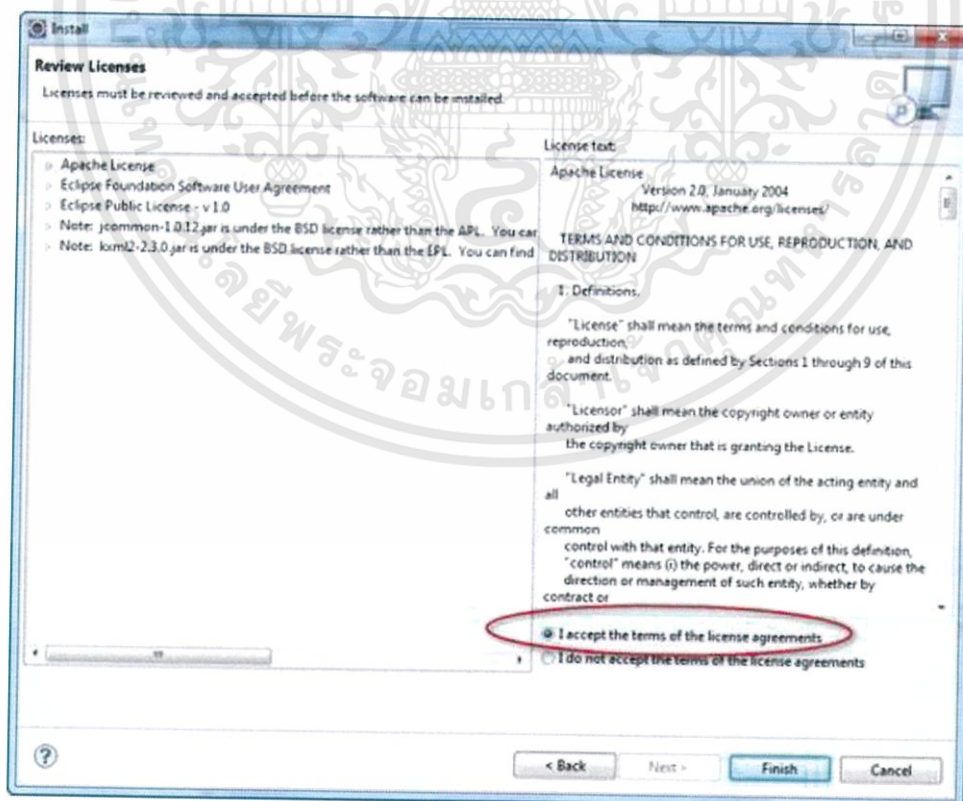 Install
Review Licenses
Licenses must be reviewed and accepted before the software can be installed.
Licenses:
Apache License
Eclipse Foundation Software User Agreement
Eclipse Public License - v 1.0
Note: jcommon-1.0.12.jar is under the BSD license rather than the APL. You car
Note: kxml2-2.3.0.jar is under the BSD license rather than the EPL. You can find
License text:
Apache License
Version 2.0, January 2004
http://www.apache.org/licenses/
TERMS AND CONDITIONS FOR USE, REPRODUCTION, AND
DISTRIBUTION
1. Definitions.
"License" shall mean the terms and conditions for use,
reproduction,
and distribution as defined by Sections 1 through 9 of this
document.
"Licensor" shall mean the copyright owner or entity
authorized by
the copyright owner that is granting the License.
"Legal Entity" shall mean the union of the acting entity and
all
other entities that control, are controlled by, or are under
common
control with that entity. For the purposes of this definition,
"control" means (i) the power, direct or indirect, to cause the
direction or management of such entity, whether by
contract or
I accept the terms of the license agreements
I do not accept the terms of the license agreements
< Back
Next >
Finish
Cancel